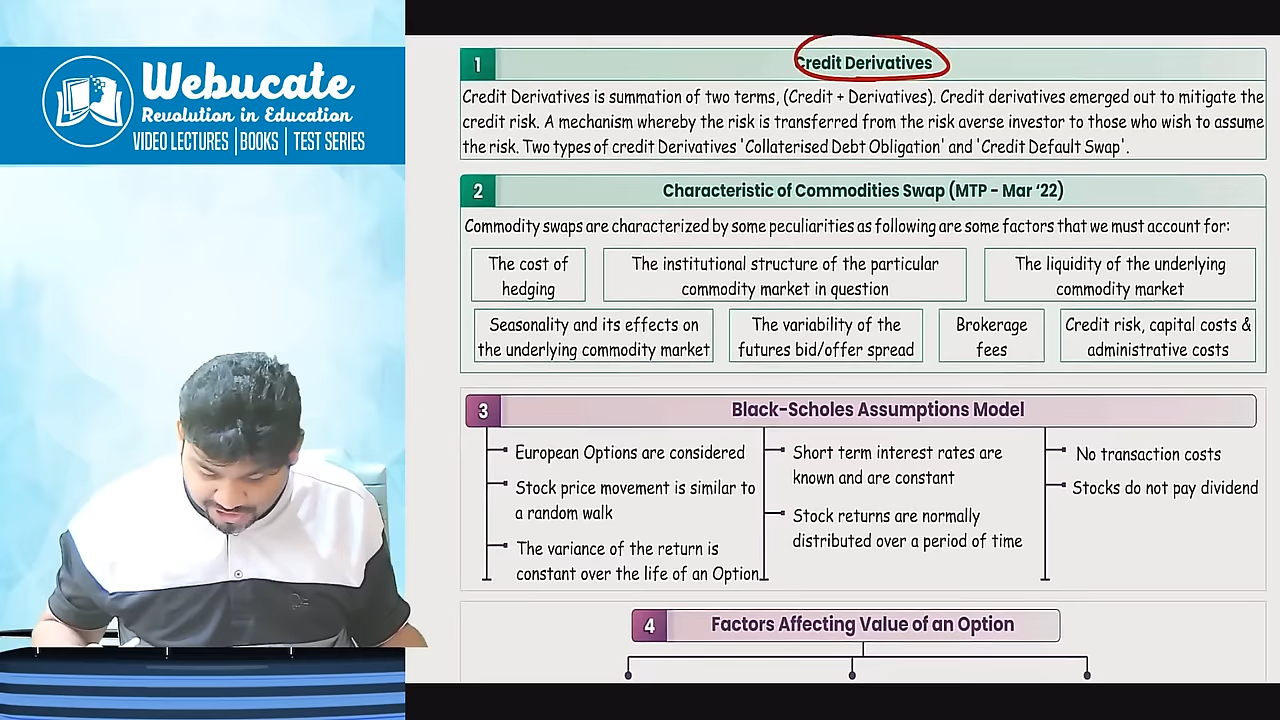 Webucate
Revolution in Education
VIDEO LECTURES | BOOKS | TEST SERIES
1
Credit Derivatives
Credit Derivatives is summation of two terms, (Credit + Derivatives). Credit derivatives emerged out to mitigate the
credit risk. A mechanism whereby the risk is transferred from the risk averse investor to those who wish to assume
the risk. Two types of credit Derivatives 'Collaterised Debt Obligation' and 'Credit Default Swap'.
2
Characteristic of Commodities Swap (MTP - Mar '22)
Commodity swaps are characterized by some peculiarities as following are some factors that we must account for:
The cost of
hedging
The institutional structure of the particular
commodity market in question
The liquidity of the underlying
commodity market
Seasonality and its effects on
the underlying commodity market
The variability of the
futures bid/offer spread
Brokerage
fees
Credit risk, capital costs &
administrative costs
3
Black-Scholes Assumptions Model
European Options are considered
Stock price movement is similar to
a random walk
The variance of the return is
constant over the life of an Option
Short term interest rates are
known and are constant
Stock returns are normally
distributed over a period of time
No transaction costs
Stocks do not pay dividend
4
Factors Affecting Value of an Option